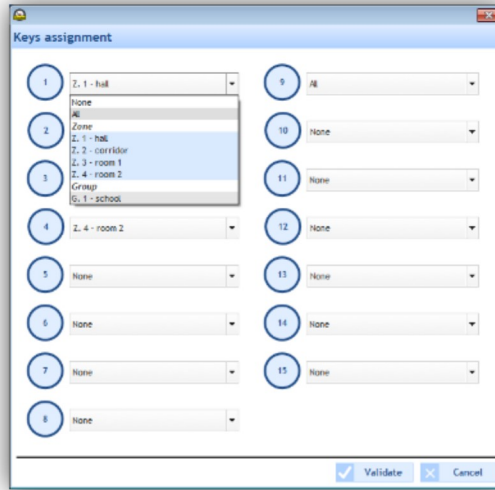 Keys assignment
1
Z. 1 - hall
None
All
Zone
Z. 1 - hall
Z. 2 - corridor
Z. 3 - room 1
Z. 4 - room 2
Group
G. 1 - school
2
3
4
Z. 4 - room 2
5
None
6
None
7
None
8
None
9
All
10
None
11
None
12
None
13
None
14
None
15
None
Validate
Cancel